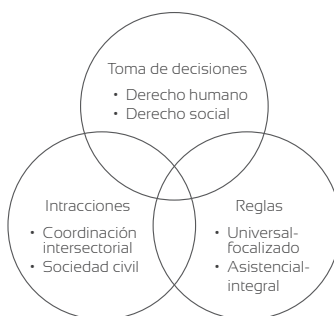 Toma de decisiones
• Derecho humano
• Derecho social
Intracciones
• Coordinación
intersectorial
• Sociedad civil
Reglas
• Universal-
focalizado
• Asistencial-
integral